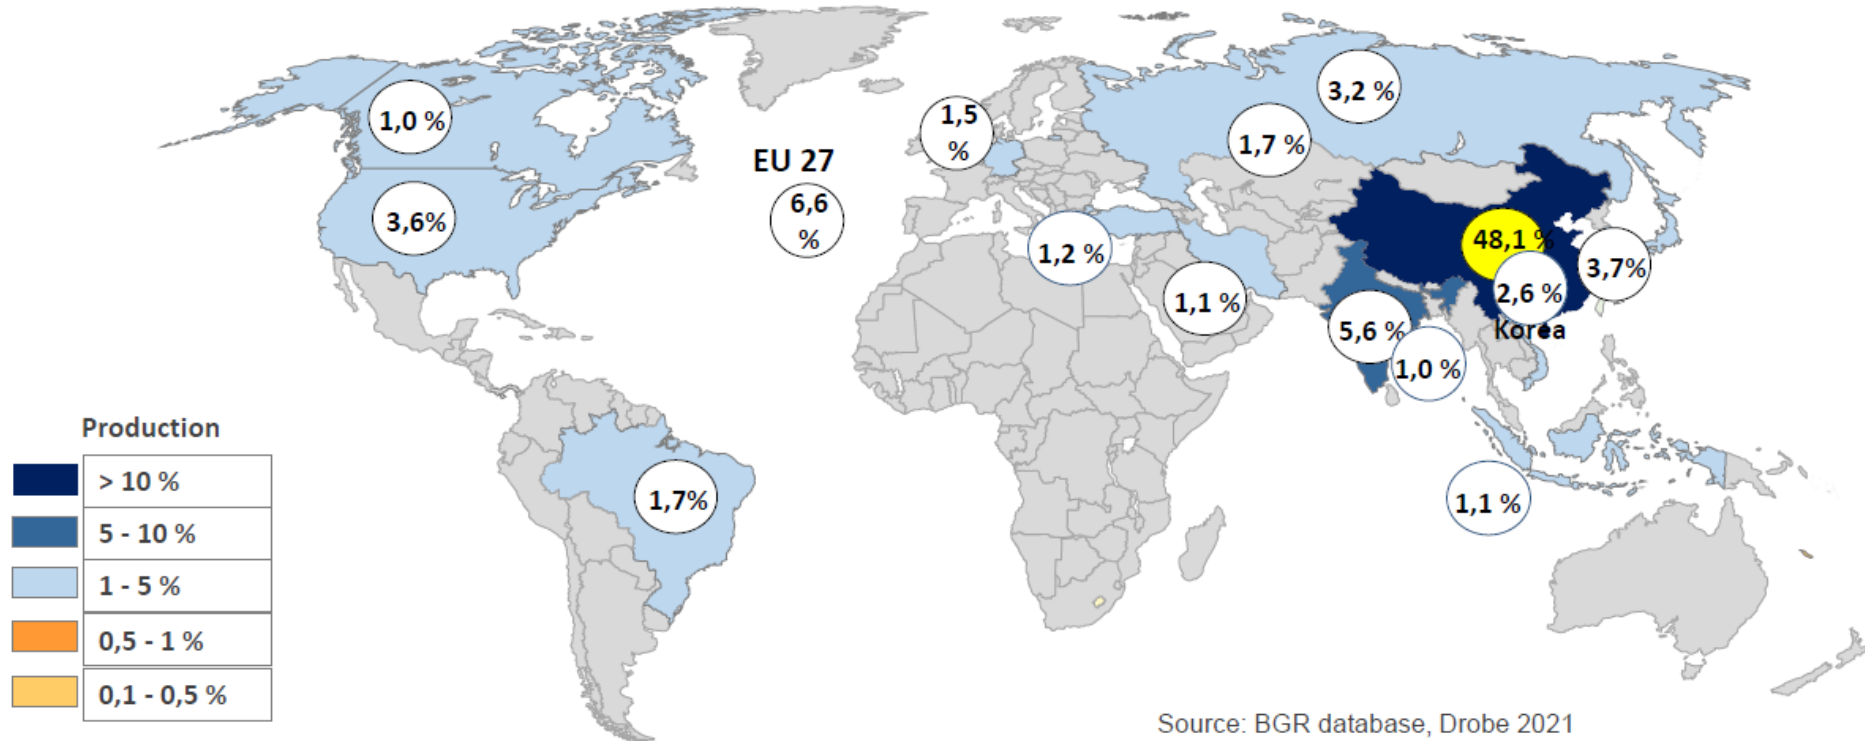 1,0 %
3,6%
EU 27
6,6
%
1,5
%
1,2 %
1,1 %
1,7 %
3,2 %
48,1 %
2,6 %
Korea
3,7%
5,6 %
1,0 %
1,1 %
1,7%
Production
> 10 %
5 - 10 %
1 - 5 %
0,5 - 1 %
0,1 - 0,5 %
Source: BGR database, Drobe 2021